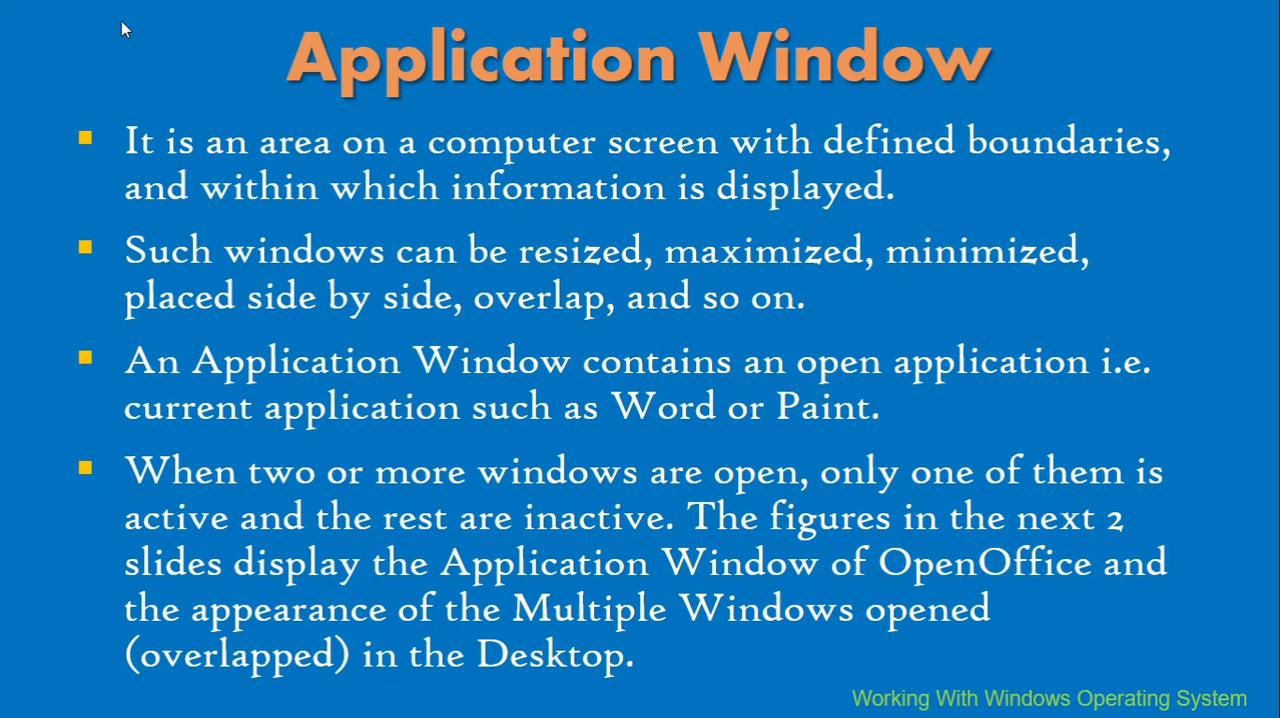 Application Window
It is an area on a computer screen with defined boundaries,
and within which information is displayed.
Such windows can be resized, maximized, minimized,
placed side by side, overlap, and so on.
An Application Window contains an open application i.e.
current application such as Word or Paint.
When two or more windows are open, only one of them is
active and the rest are inactive. The figures in the next 2
slides display the Application Window of OpenOffice and
the appearance of the Multiple Windows opened
(overlapped) in the Desktop.
Working With Windows Operating System